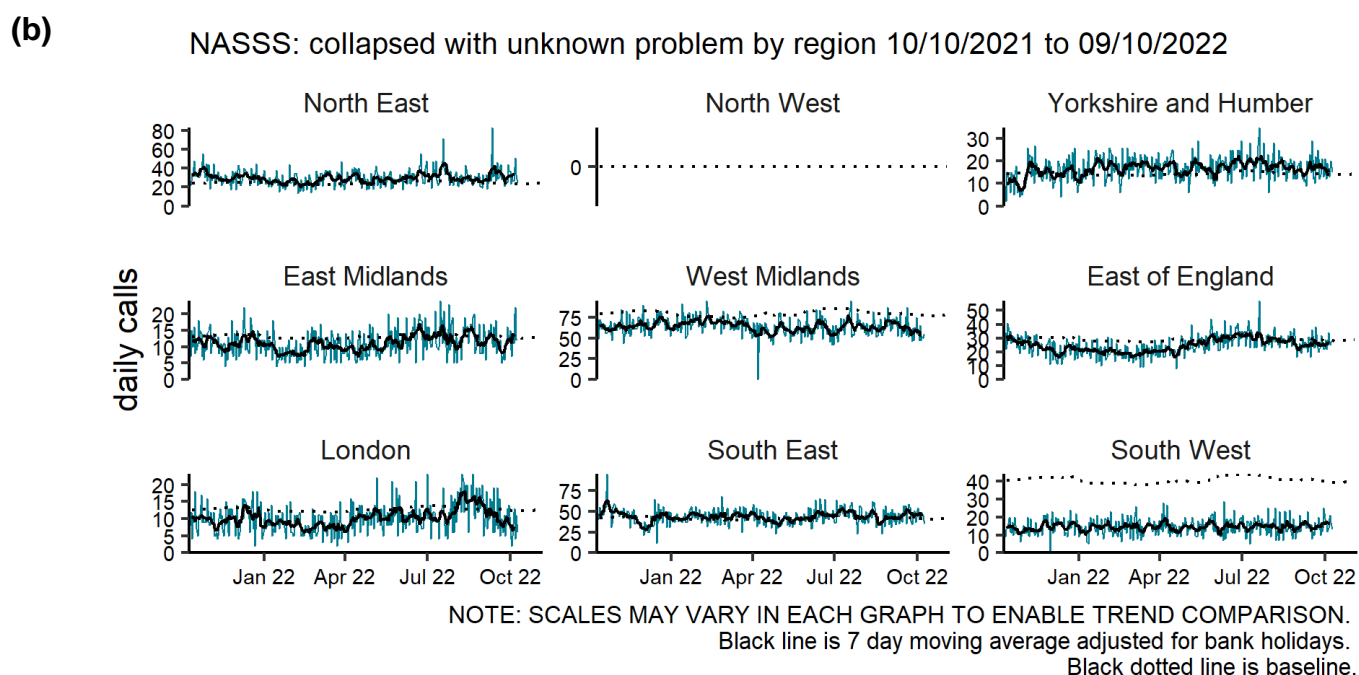 (b)
NASSS: collapsed with unknown problem by region 10/10/2021 to 09/10/2022
North East
North West
Yorkshire and Humber
80
60
40
20
0
0
30
20
10
0
daily calls
East Midlands
West Midlands
East of England
20
15
10
5
0
75
50
25
0
50
40
30
20
10
0
London
South East
South West
20
15
10
5
0
75
50
25
0
40
30
20
10
0
Jan 22 Apr 22 Jul 22 Oct 22
Jan 22 Apr 22 Jul 22 Oct 22
Jan 22 Apr 22 Jul 22 Oct 22
NOTE: SCALES MAY VARY IN EACH GRAPH TO ENABLE TREND COMPARISON.
Black line is 7 day moving average adjusted for bank holidays.
Black dotted line is baseline.